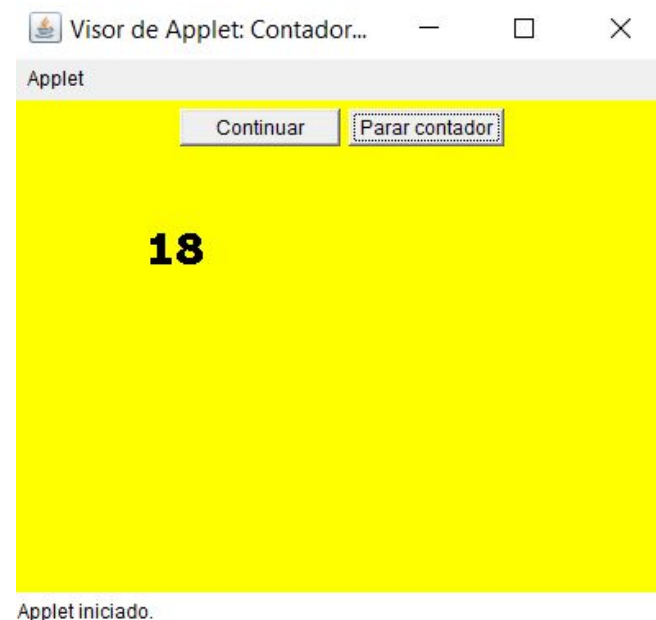 Visor de Applet: Contador...
Applet
Continuar Parar contador
18
Applet iniciado.